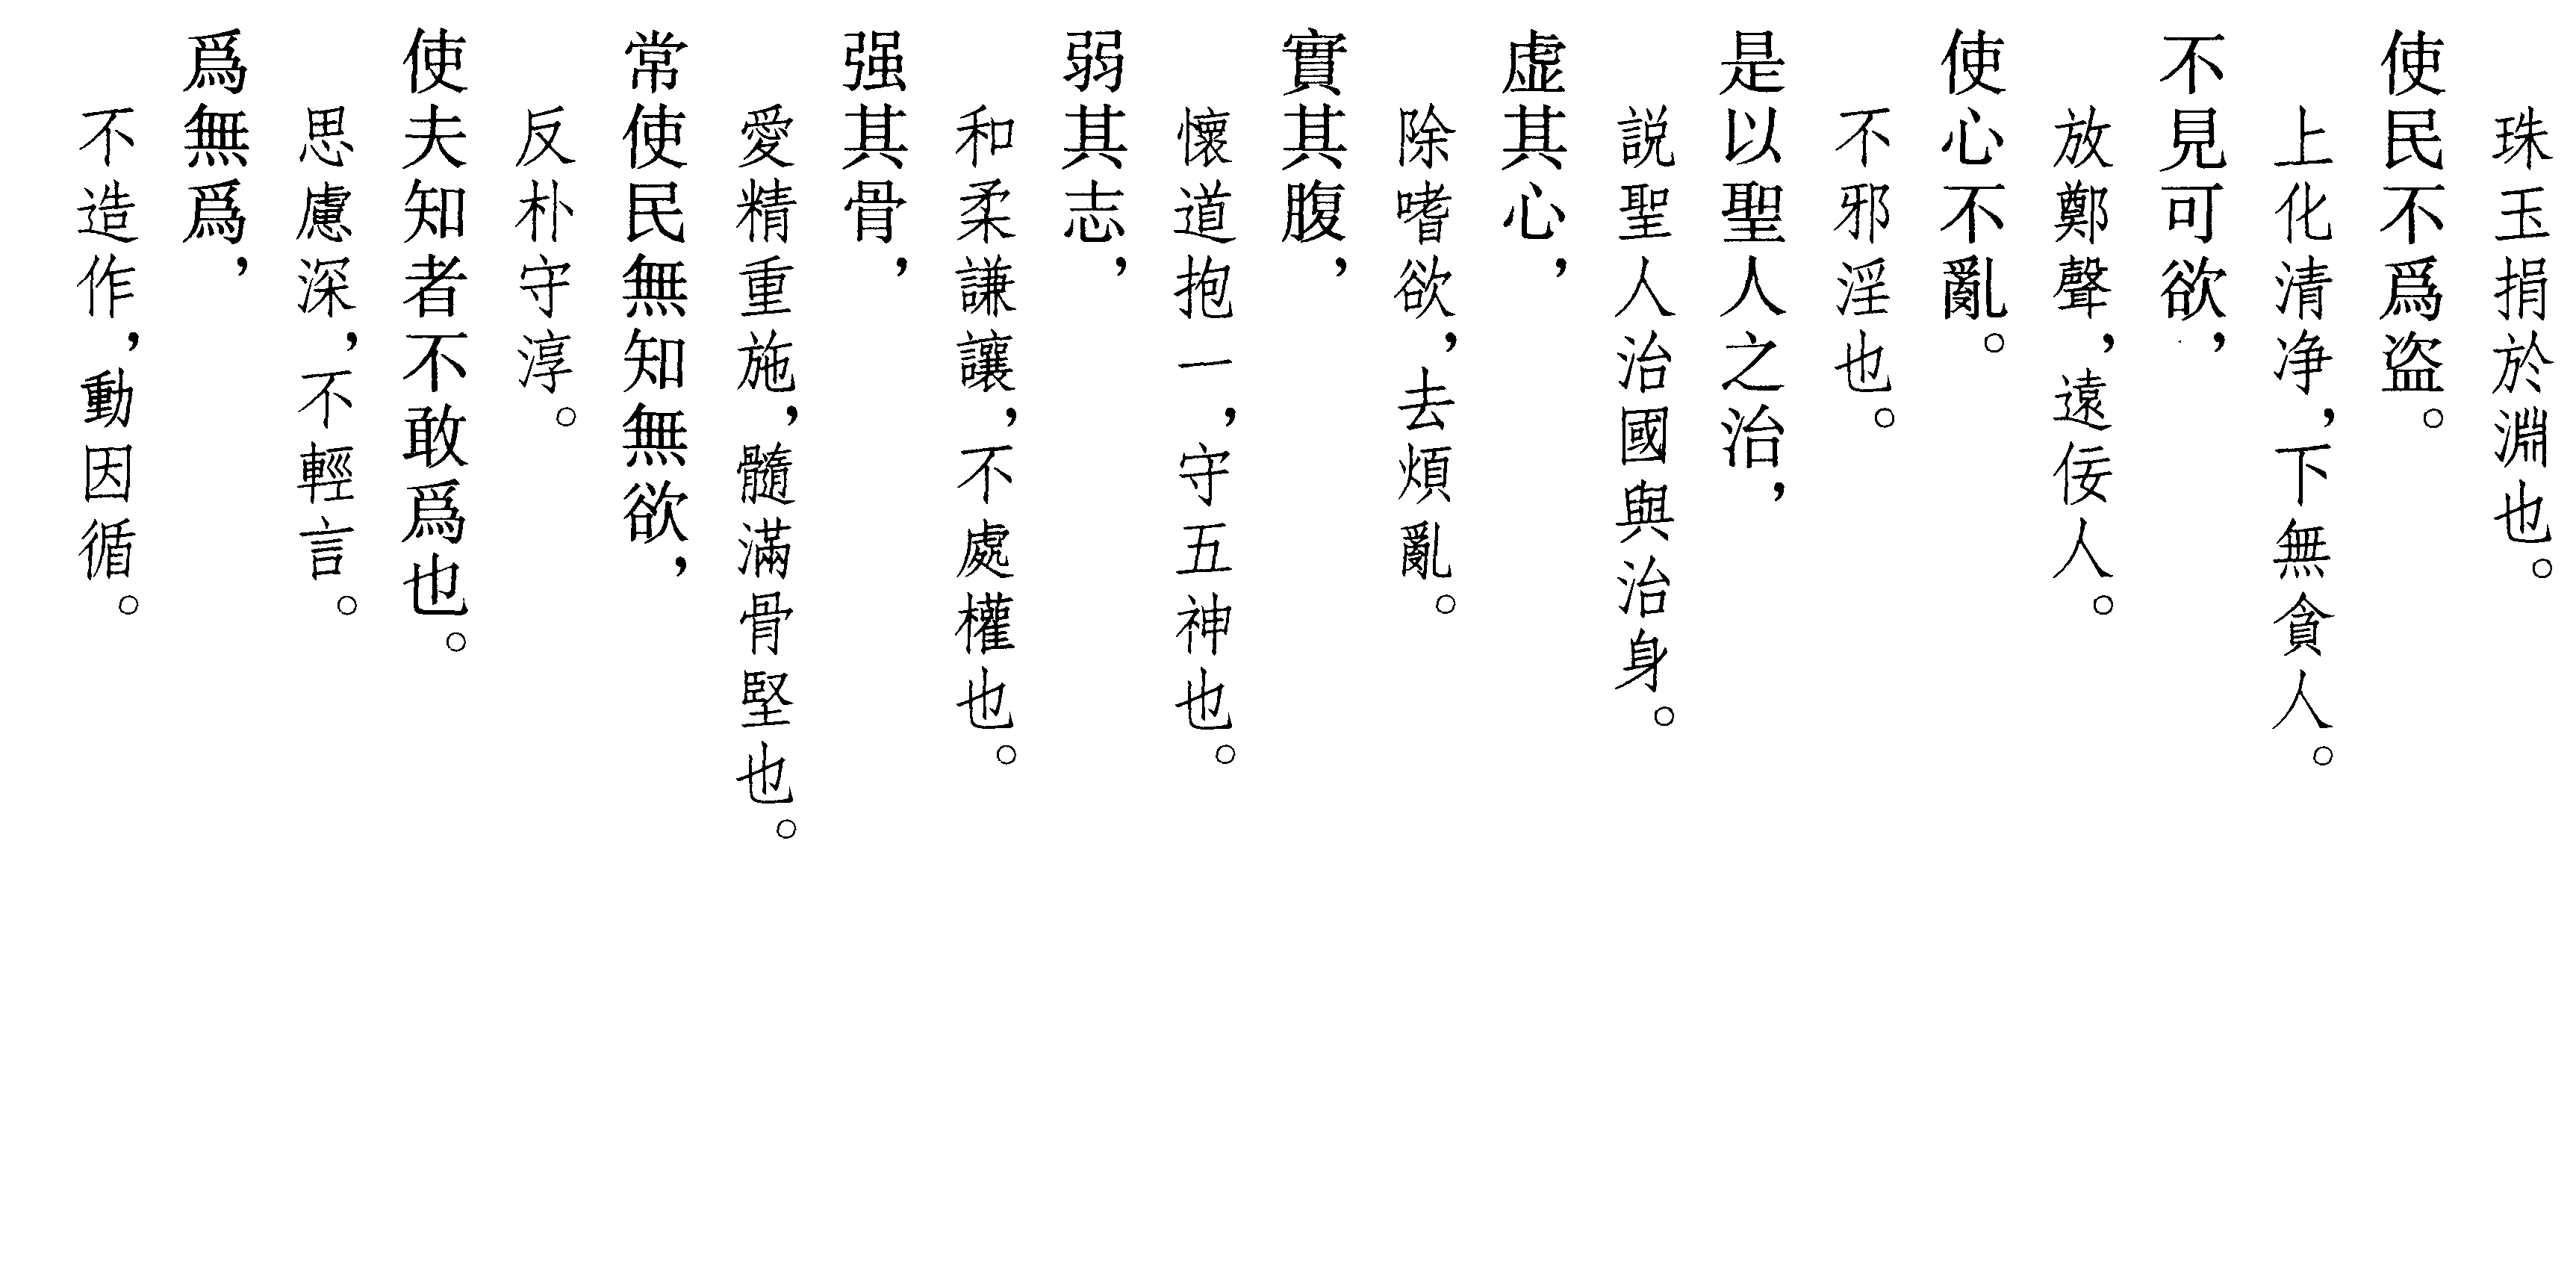 珠玉捐於淵也。
使民不爲盜。
上化清净，下無貪人。
不見可欲，
放鄭聲，遠佞人。
使心不亂。
不邪淫也。
是以聖人之治，
説聖人治國與治身。
虚其心，
除嗜欲，去煩亂。
實其腹，
懷道抱一，守五神也。
弱其志，
和柔謙讓，不處權也。
强其骨，
愛精重施，髓滿骨堅也。
常使民無知無欲，
反朴守淳。
使夫知者不敢爲也。
思慮深，不輕言。
爲無爲，
不造作，動因循。